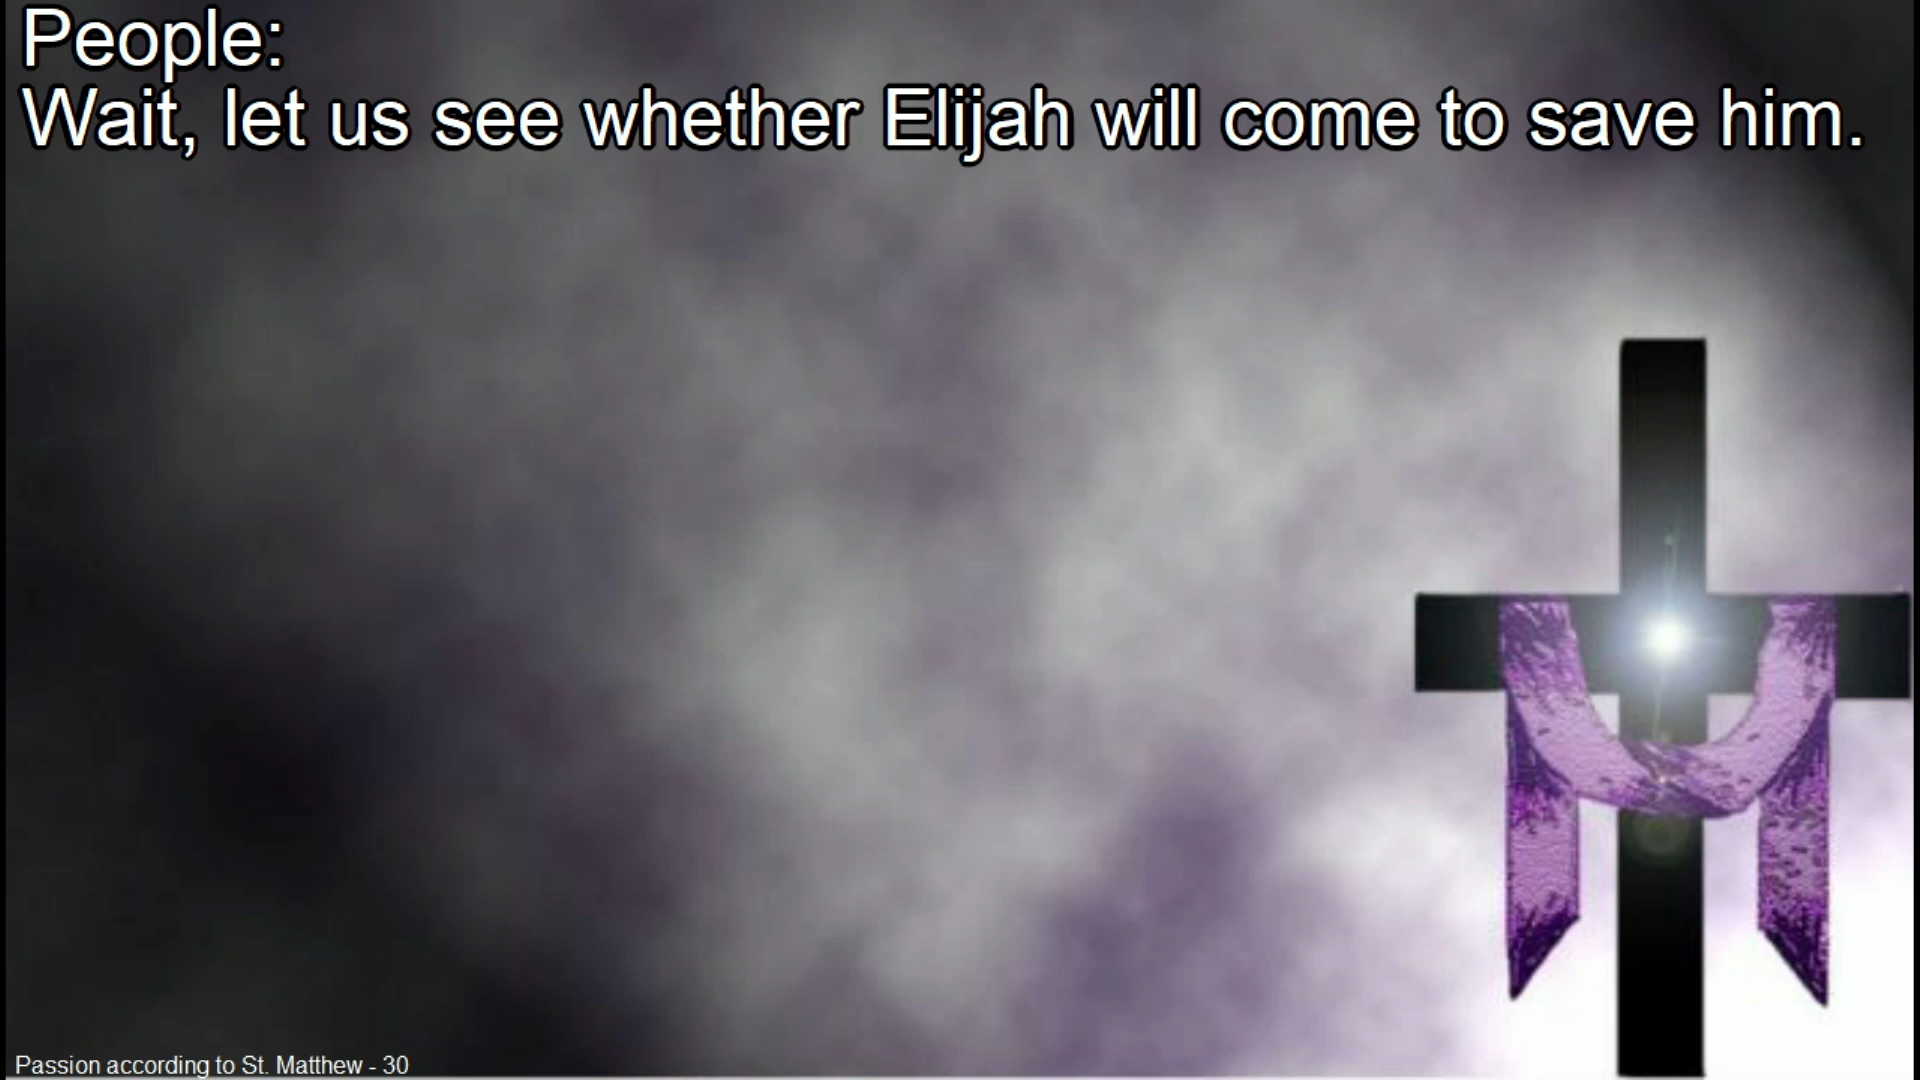 People:
Wait, let us see whether Elijah will come to save him.
Passion according to St. Matthew - 30